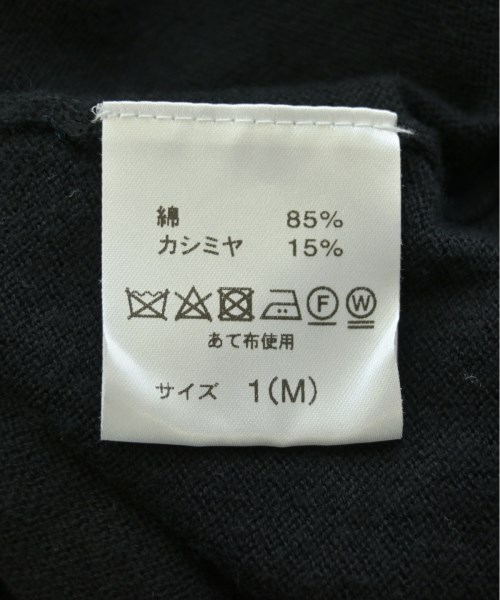 綿 85%
カシミヤ 15%
F W
あて布使用
サイズ 1(M)